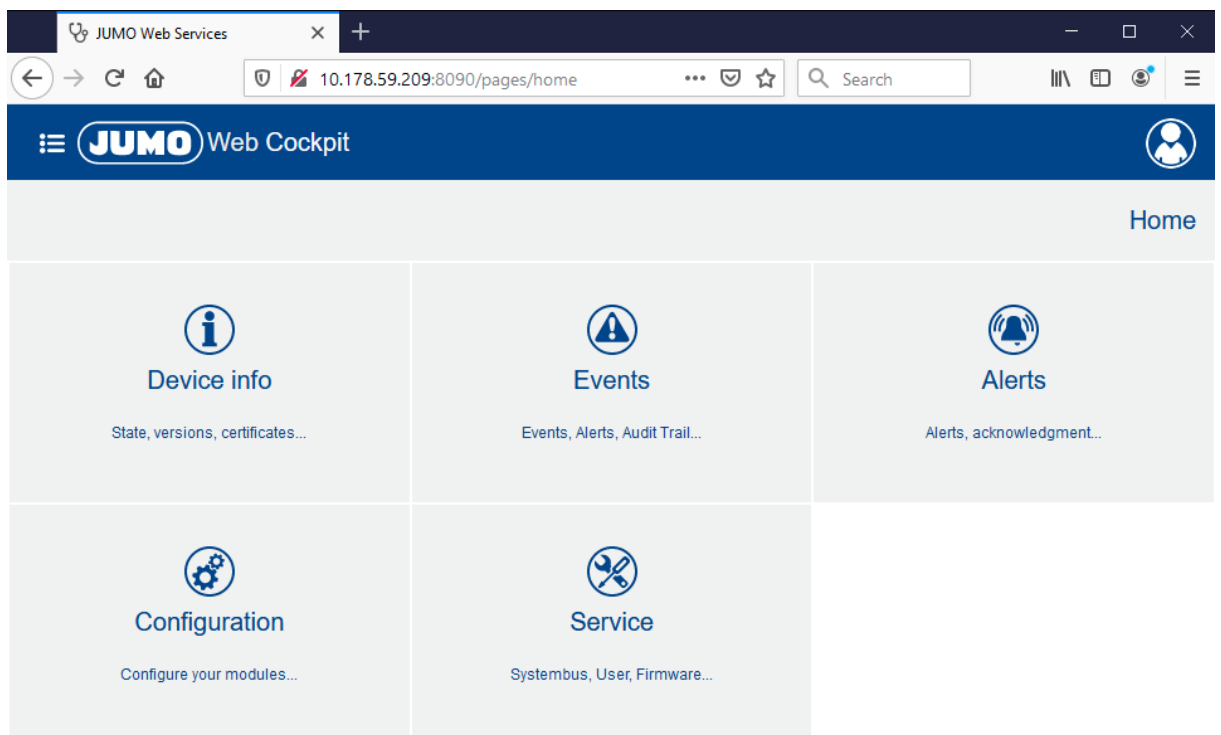 JUMO Web Services
10.178.59.209:8090/pages/home
Search
JUMO Web Cockpit
Home
Device info
State, versions, certificates...
Events
Events, Alerts, Audit Trail...
Alerts
Alerts, acknowledgment...
Configuration
Configure your modules...
Service
Systembus, User, Firmware...